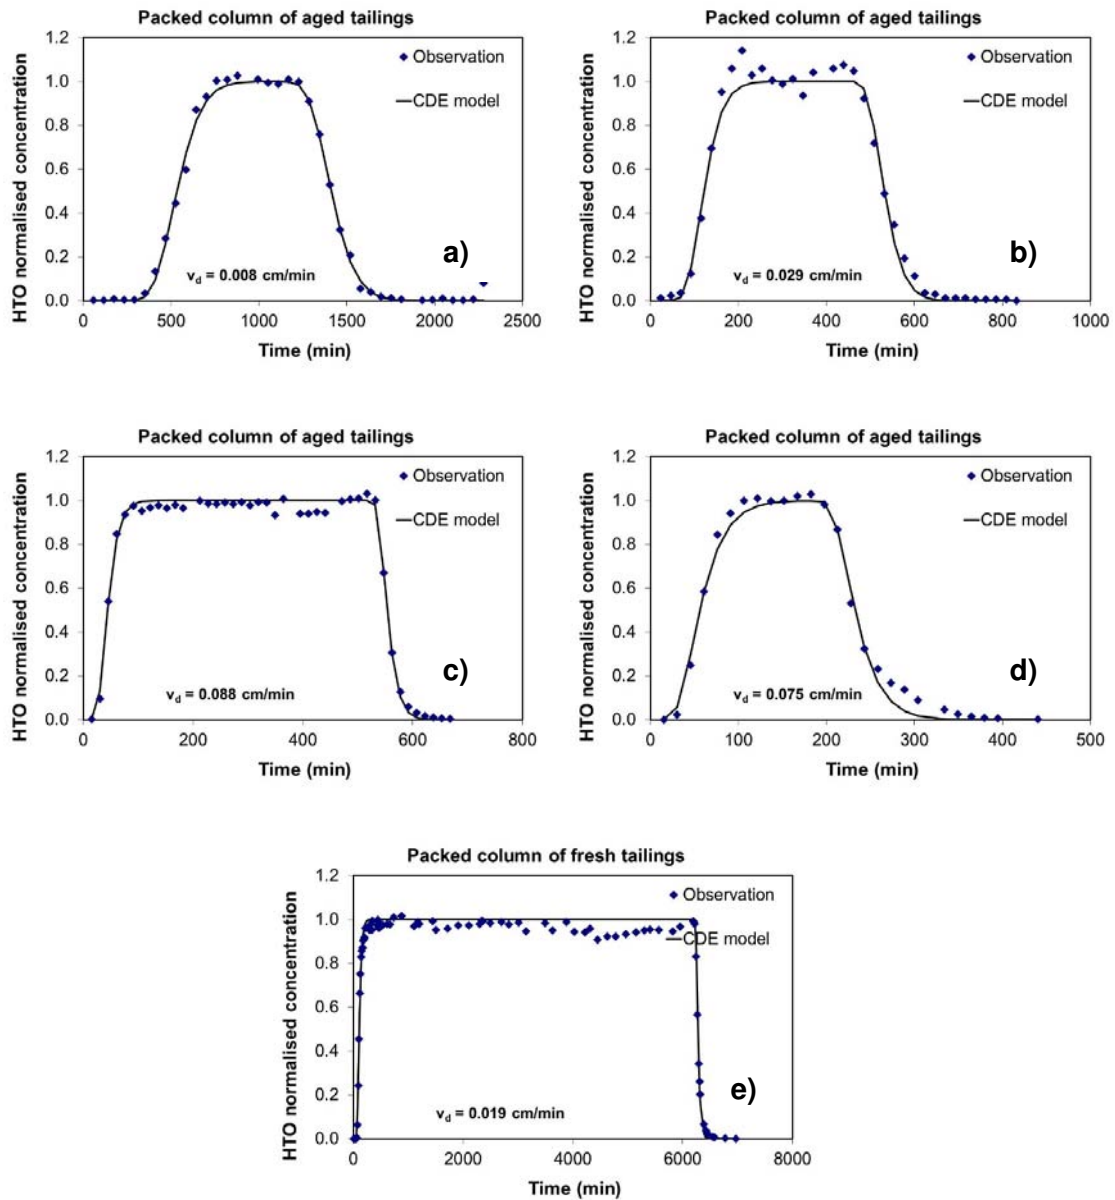 Packed column of aged tailings
1.2
1.0
0.8
0.6
0.4
0.2
0.0
HTO normalised concentration
Observation
CDE model
a)
vd = 0.008 cm/min
0 500 1000 1500 2000 2500
Time (min)
Packed column of aged tailings
1.2
1.0
0.8
0.6
0.4
0.2
0.0
HTO normalised concentration
Observation
CDE model
b)
vd = 0.029 cm/min
0 200 400 600 800 1000
Time (min)
Packed column of aged tailings
1.2
1.0
0.8
0.6
0.4
0.2
0.0
HTO normalised concentration
Observation
CDE model
c)
vd = 0.088 cm/min
0 200 400 600 800
Time (min)
Packed column of aged tailings
1.2
1.0
0.8
0.6
0.4
0.2
0.0
HTO normalised concentration
Observation
CDE model
d)
vd = 0.075 cm/min
0 100 200 300 400 500
Time (min)
Packed column of fresh tailings
1.2
1.0
0.8
0.6
0.4
0.2
0.0
HTO normalised concentration
Observation
CDE model
e)
vd = 0.019 cm/min
0 2000 4000 6000 8000
Time (min)